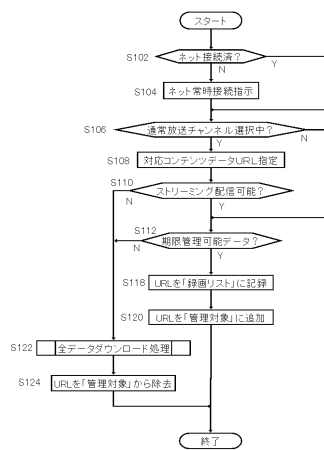 スタート
S102
ネット接続済?
Y
N
S104
ネット常時接続指示
S106
通常放送チャンネル選択中?
Y
N
S108
対応コンテンツデータURL指定
S110
ストリーミング配信可能?
N
Y
S112
期限管理可能データ?
N
Y
S118
URLを「録画リスト」に記録
S120
URLを「管理対象」に追加
S122
全データダウンロード処理
S124
URLを「管理対象」から除去
終了